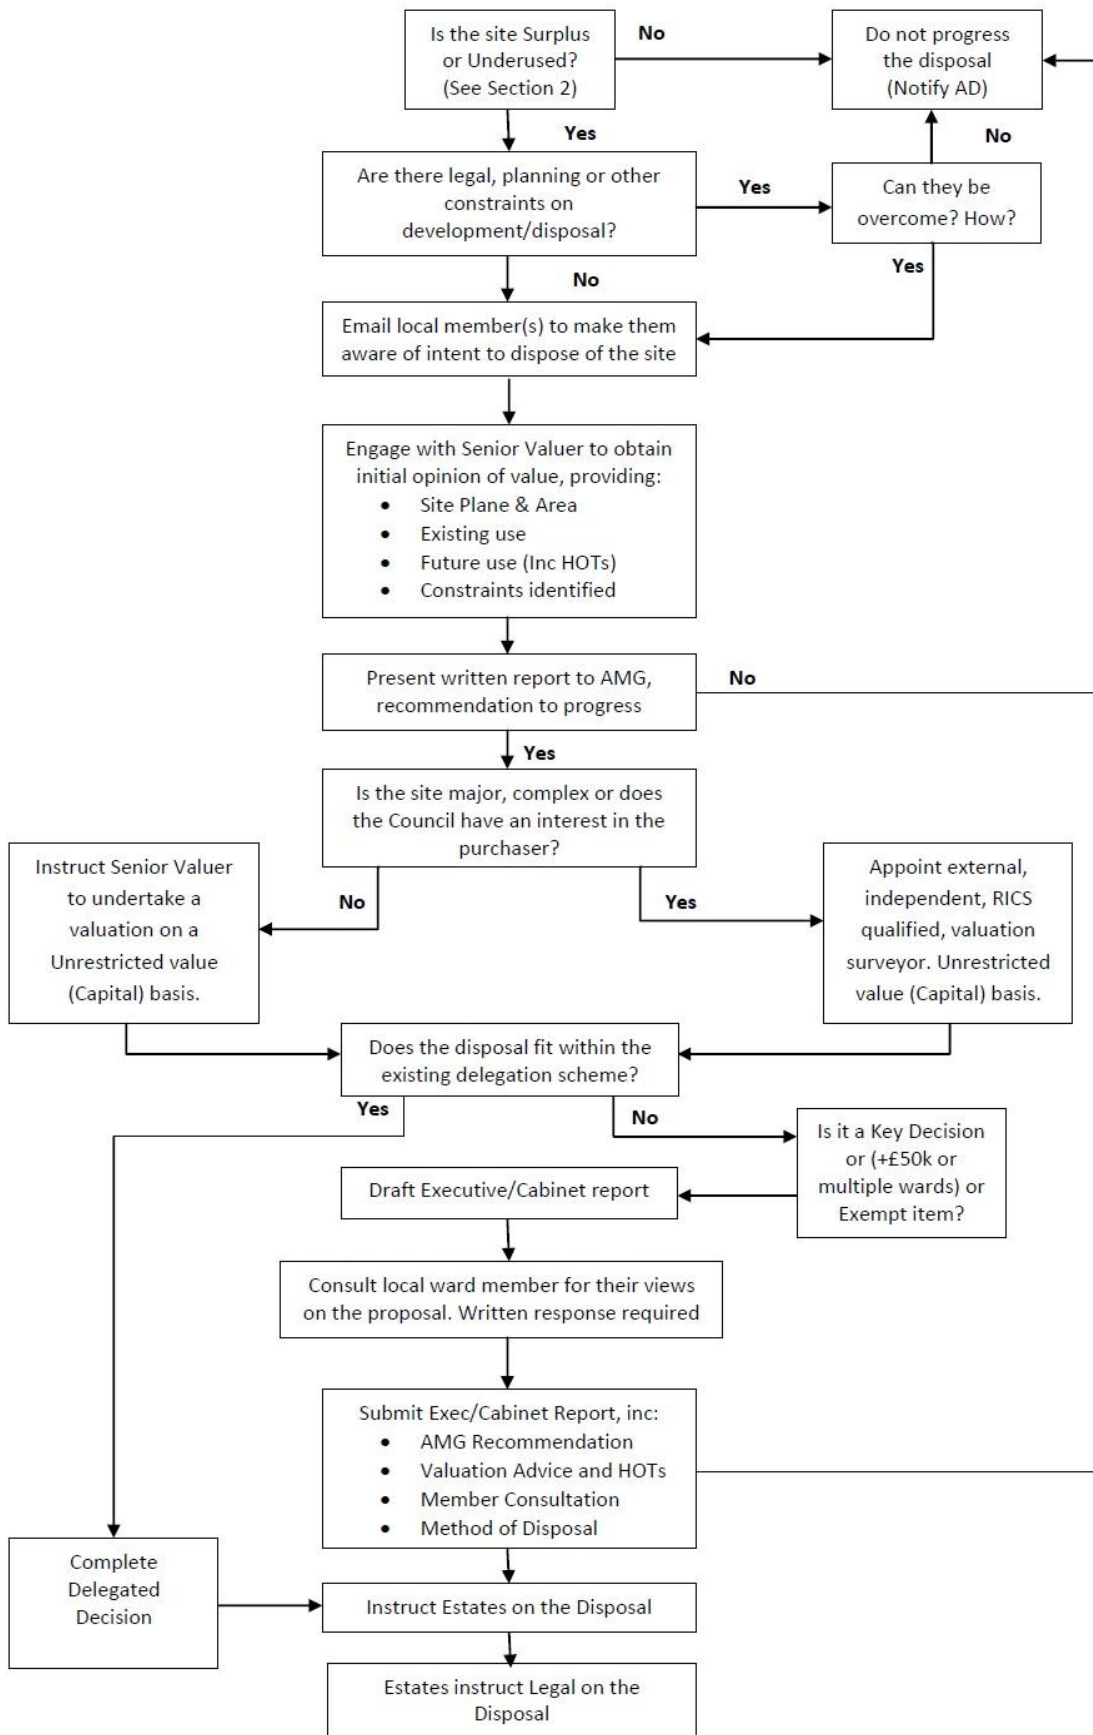 Is the site Surplus
or Underused?
(See Section 2)
No
Do not progress
the disposal
(Notify AD)
Yes
No
Are there legal, planning or other
constraints on
development/disposal?
Yes
Can they be
overcome? How?
No
Yes
Email local member(s) to make them
aware of intent to dispose of the site
Engage with Senior Valuer to obtain
initial opinion of value, providing:
• Site Plane & Area
• Existing use
• Future use (Inc HOTs)
• Constraints identified
Present written report to AMG,
recommendation to progress
No
Yes
Is the site major, complex or does
the Council have an interest in the
purchaser?
No
Yes
Instruct Senior Valuer
to undertake a
valuation on a
Unrestricted value
(Capital) basis.
Appoint external,
independent, RICS
qualified, valuation
surveyor. Unrestricted
value (Capital) basis.
Does the disposal fit within the
existing delegation scheme?
Yes
No
Is it a Key Decision
or (+£50k or
multiple wards) or
Exempt item?
Draft Executive/Cabinet report
Consult local ward member for their views
on the proposal. Written response required
Submit Exec/Cabinet Report, inc:
• AMG Recommendation
• Valuation Advice and HOTs
• Member Consultation
• Method of Disposal
Complete
Delegated
Decision
Instruct Estates on the Disposal
Estates instruct Legal on the
Disposal